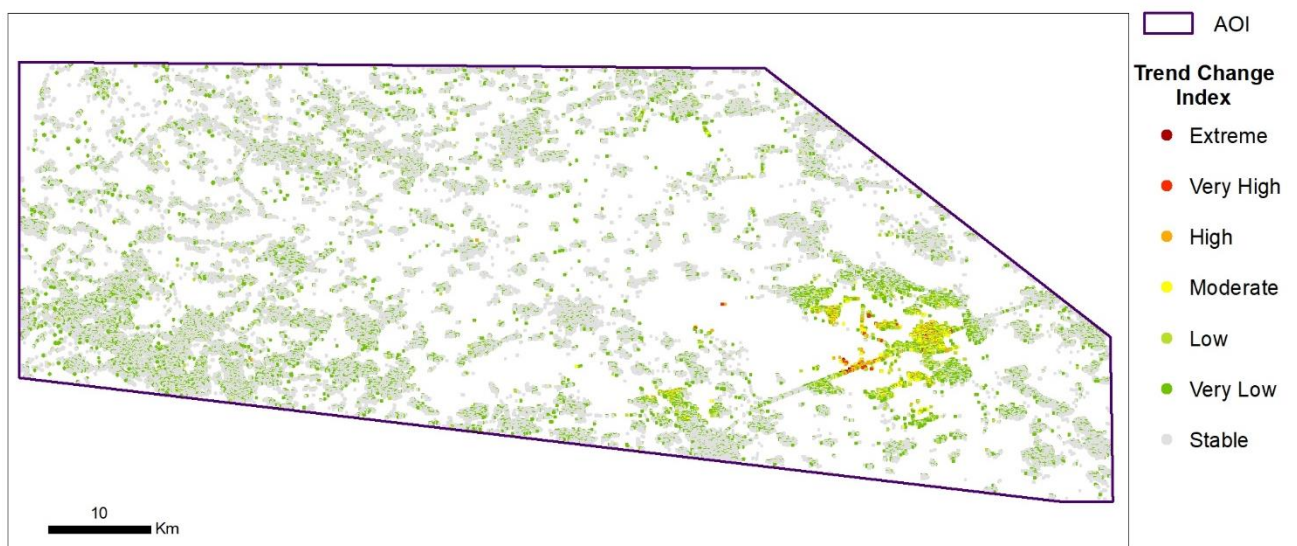 AOI
Trend Change
Index
Extreme
Very High
High
Moderate
Low
Very Low
Stable
10
Km